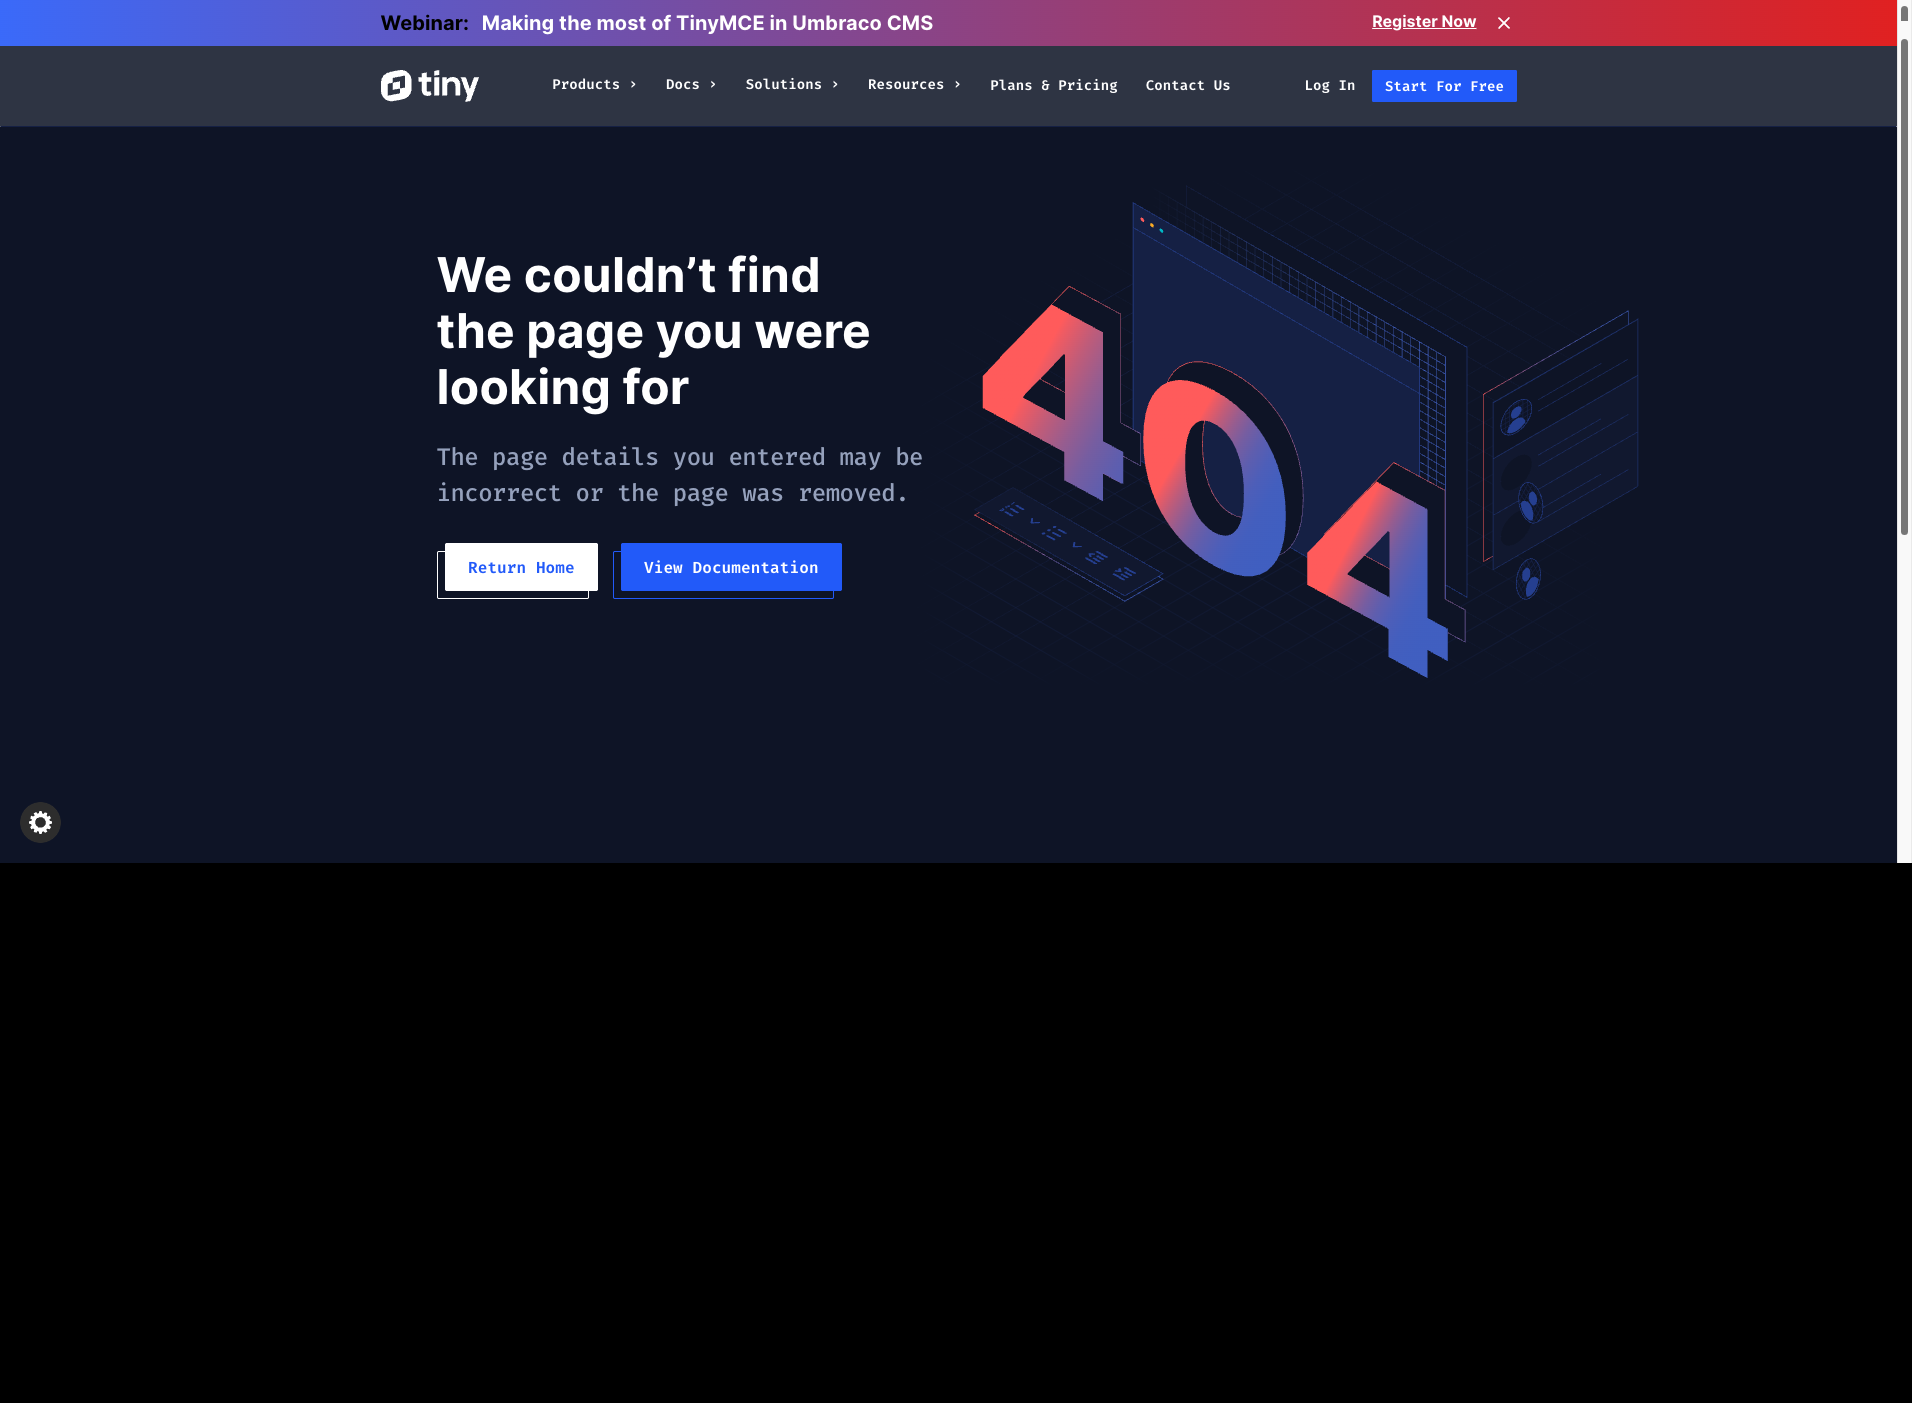 Webinar: Making the most of TinyMCE in Umbraco CMS Register Now
tiny Products Docs Solutions Resources Plans & Pricing Contact Us Log In Start For Free
We couldn’t find
the page you were
looking for
The page details you entered may be
incorrect or the page was removed.
Return Home View Documentation
404